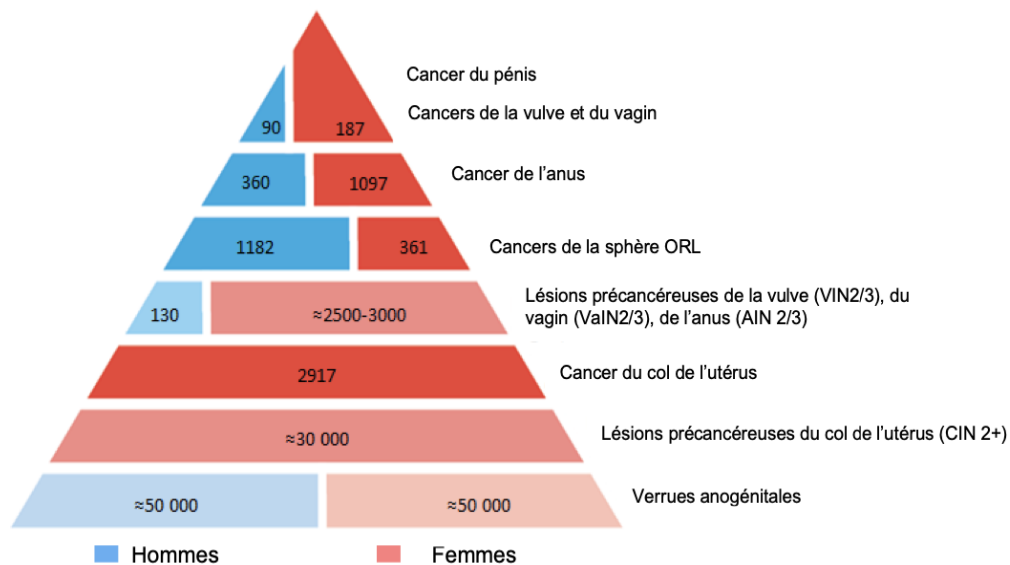 Cancer du pénis
Cancers de la vulve et du vagin
90
187
Cancer de l'anus
360
1097
Cancers de la sphère ORL
1182
361
Lésions précancéreuses de la vulve (VIN2/3), du
vagin (VaIN2/3), de l'anus (AIN 2/3)
130
≈2500-3000
Cancer du col de l'utérus
2917
Lésions précancéreuses du col de l'utérus (CIN 2+)
≈30 000
Verrues anogénitales
≈50 000
≈50 000
Hommes
Femmes